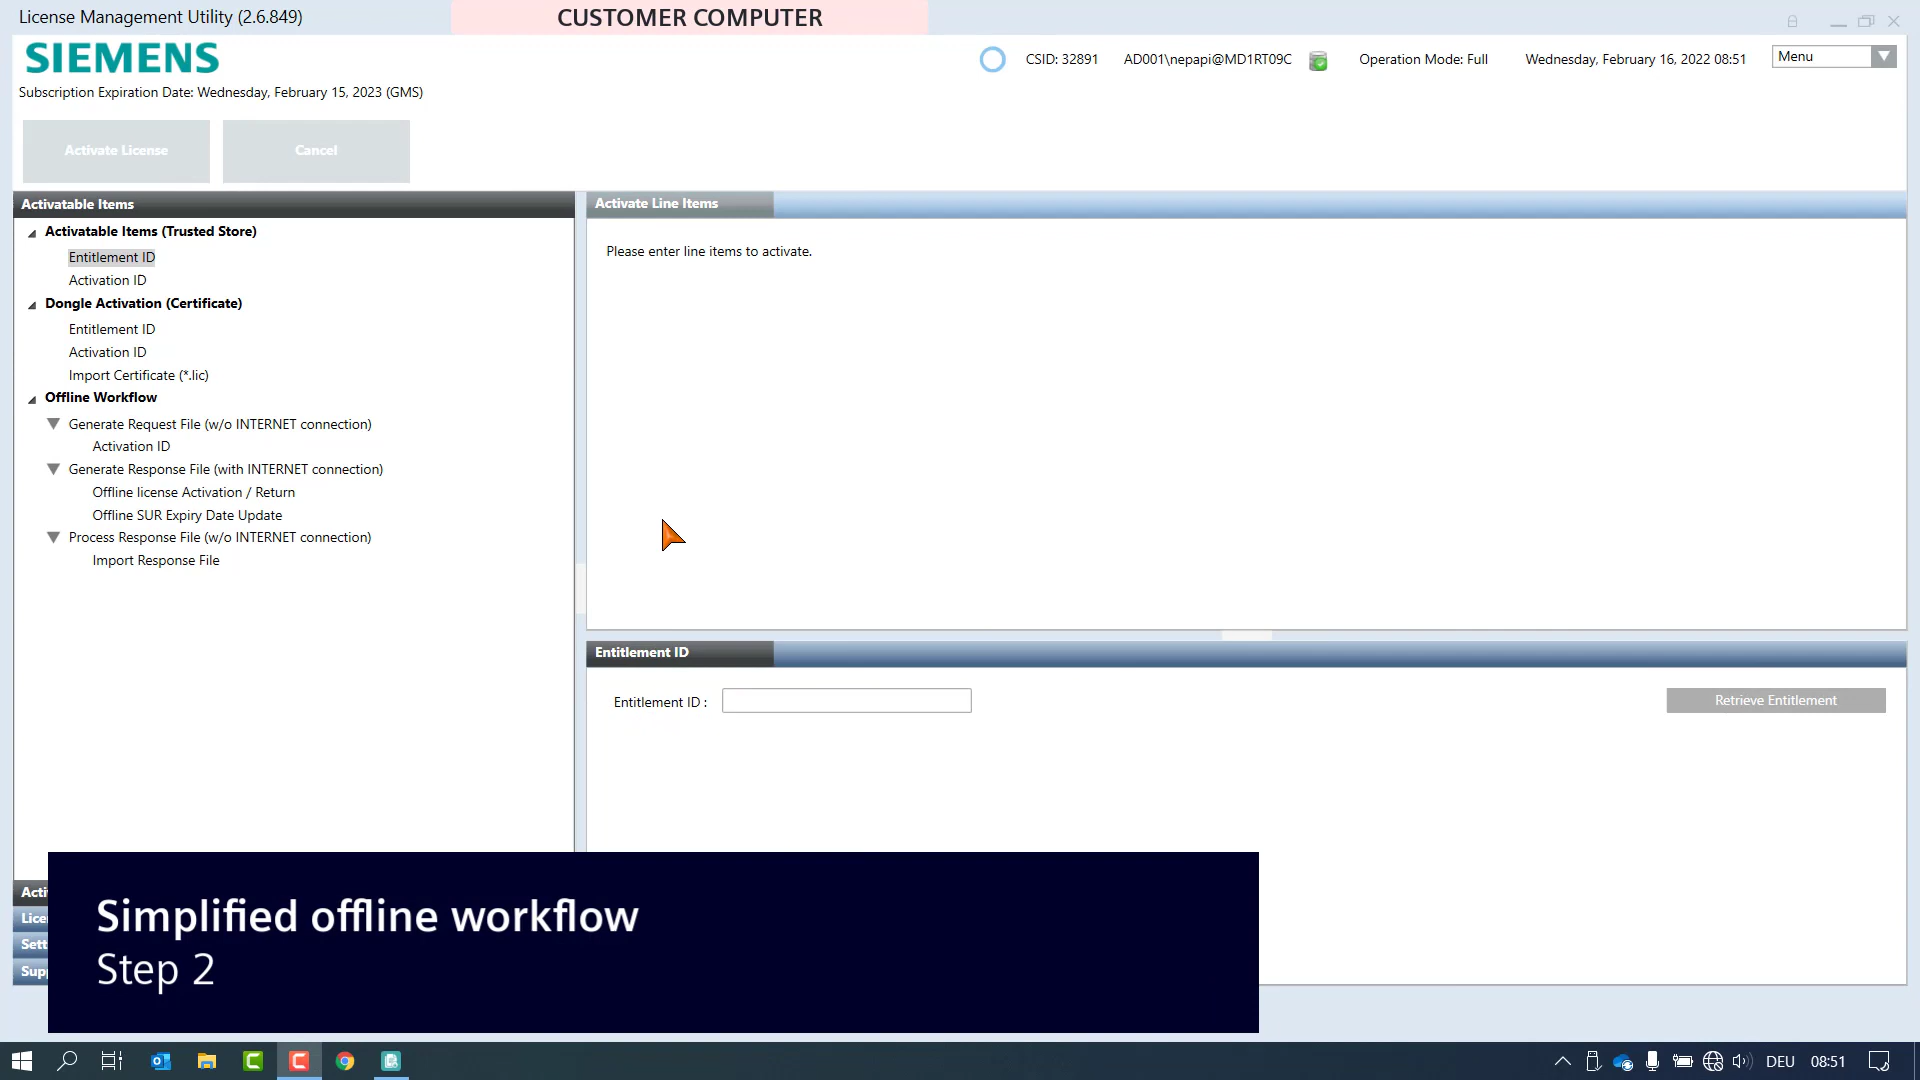 License Management Utility (2.6.849)
CUSTOMER COMPUTER
SIEMENS
CSID: 32891
AD001\nepapi@MD1RT09C
Operation Mode: Full
Wednesday, February 16, 2022 08:51
Menu
Subscription Expiration Date: Wednesday, February 15, 2023 (GMS)
Activate License
Cancel
Activatable Items
Activatable Items (Trusted Store)
Entitlement ID
Activation ID
Dongle Activation (Certificate)
Entitlement ID
Activation ID
Import Certificate (*.lic)
Offline Workflow
Generate Request File (w/o INTERNET connection)
Activation ID
Generate Response File (with INTERNET connection)
Offline license Activation / Return
Offline SUR Expiry Date Update
Process Response File (w/o INTERNET connection)
Import Response File
Activate Line Items
Please enter line items to activate.
Entitlement ID
Entitlement ID :
Retrieve Entitlement
Acti
Lice
Sett
Supp
Simplified offline workflow
Step 2
DEU
08:51